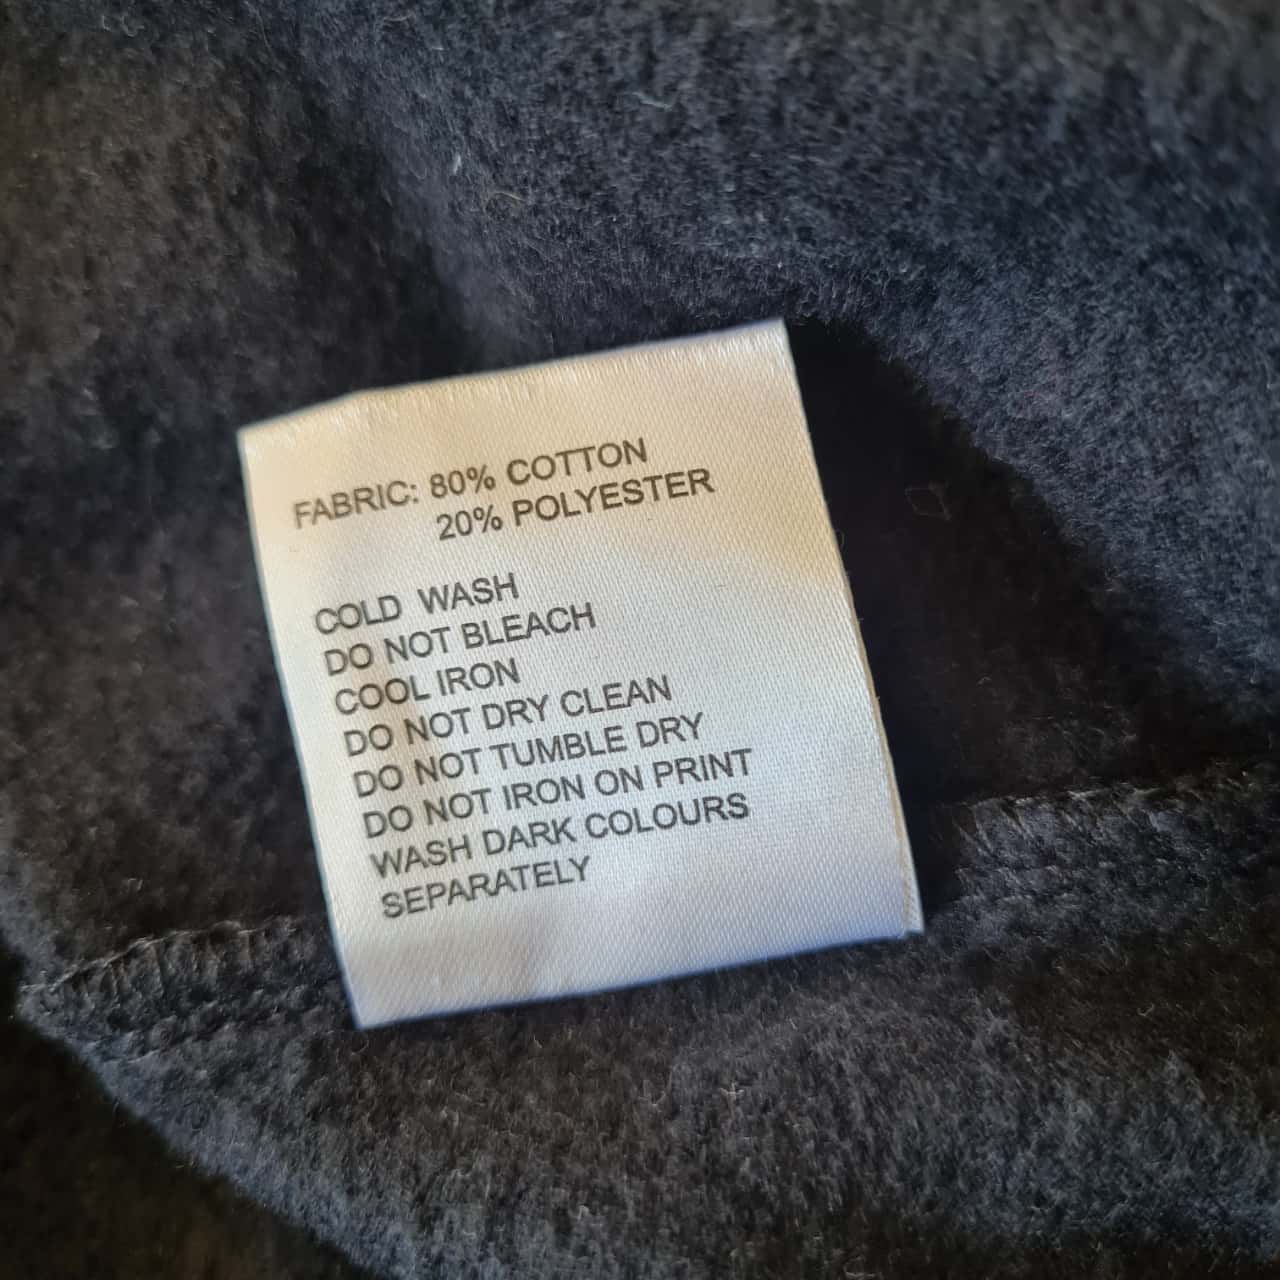 FABRIC: 80% COTTON
20% POLYESTER
COLD WASH
DO NOT BLEACH
COOL IRON
DO NOT DRY CLEAN
DO NOT TUMBLE DRY
DO NOT IRON ON PRINT
WASH DARK COLOURS
SEPARATELY